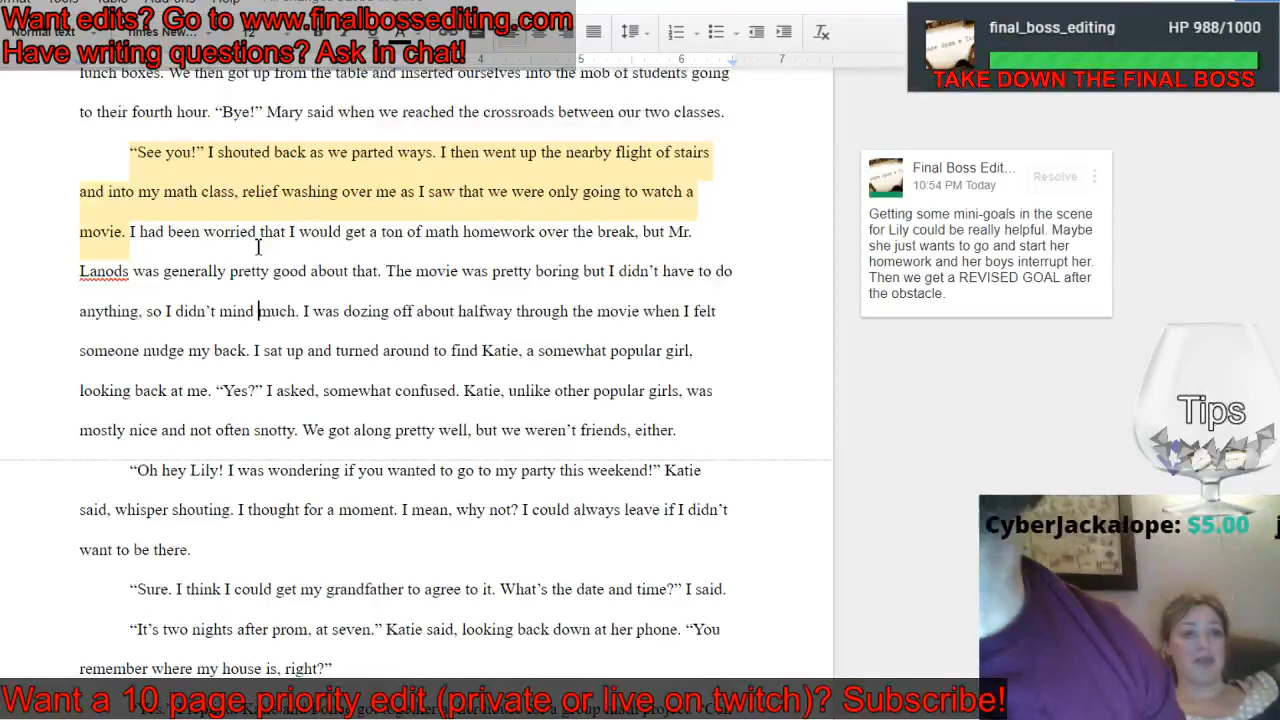 Want edits? Go to www.finalbossediting.com
Have writing questions? Ask in chat!
final_boss_editing HP 988/1000
TAKE DOWN THE FINAL BOSS
5 6 7
lunch boxes. We then got up from the table and inserted ourselves into the mob of students going
to their fourth hour. “Bye!” Mary said when we reached the crossroads between our two classes.
“See you!” I shouted back as we parted ways. I then went up the nearby flight of stairs
and into my math class, relief washing over me as I saw that we were only going to watch a
movie. I had been worried that I would get a ton of math homework over the break, but Mr.
Lanods was generally pretty good about that. The movie was pretty boring but I didn’t have to do
anything, so I didn’t mind much. I was dozing off about halfway through the movie when I felt
someone nudge my back. I sat up and turned around to find Katie, a somewhat popular girl,
looking back at me. “Yes?” I asked, somewhat confused. Katie, unlike other popular girls, was
mostly nice and not often snotty. We got along pretty well, but we weren’t friends, either.
“Oh hey Lily! I was wondering if you wanted to go to my party this weekend!” Katie
said, whisper shouting. I thought for a moment. I mean, why not? I could always leave if I didn’t
want to be there.
“Sure. I think I could get my grandfather to agree to it. What’s the date and time?” I said.
“It’s two nights after prom, at seven.” Katie said, looking back down at her phone. “You
remember where my house is, right?”
Final Boss Edit...
10:54 PM Today
Resolve
Getting some mini-goals in the scene
for Lily could be really helpful. Maybe
she just wants to go and start her
homework and her boys interrupt her.
Then we get a REVISED GOAL after
the obstacle.
Tips
CyberJackalope: $5.00 j
Want a 10 page priority edit (private or live on twitch)? Subscribe!